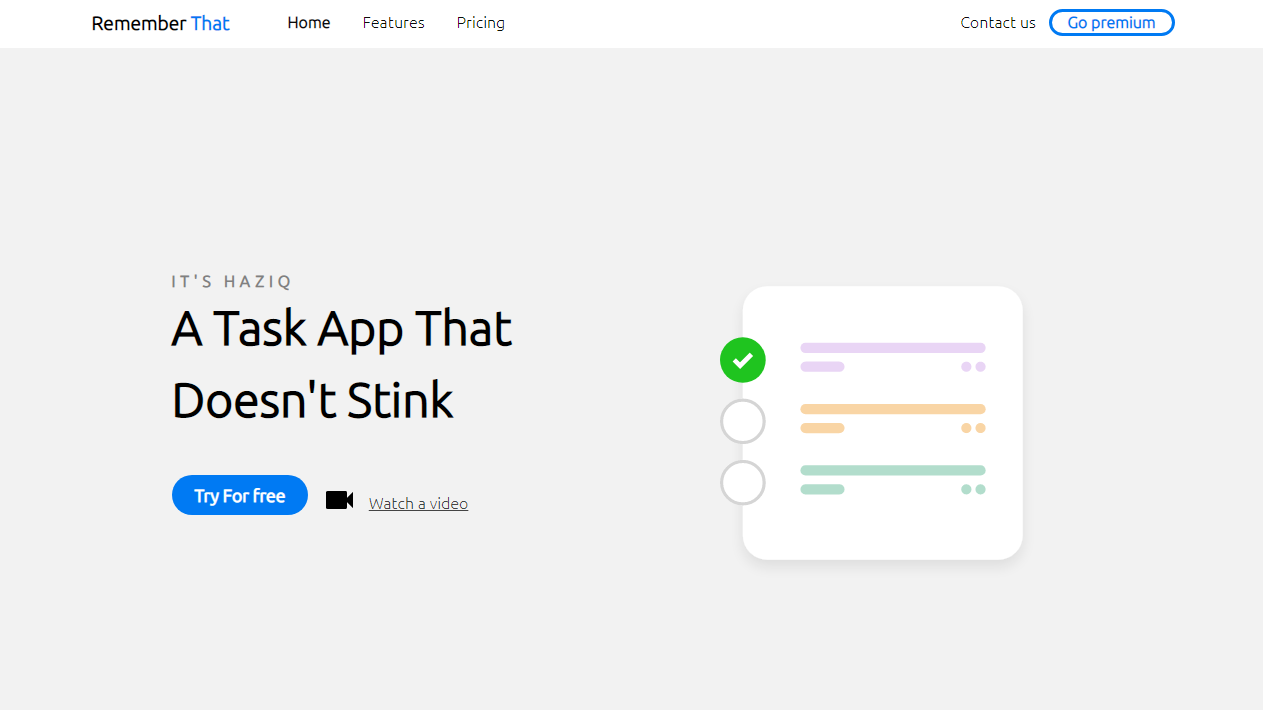 Remember That Home Features Pricing Contact us Go premium
IT'S HAZIQ
A Task App That
Doesn't Stink
Try For free Watch a video